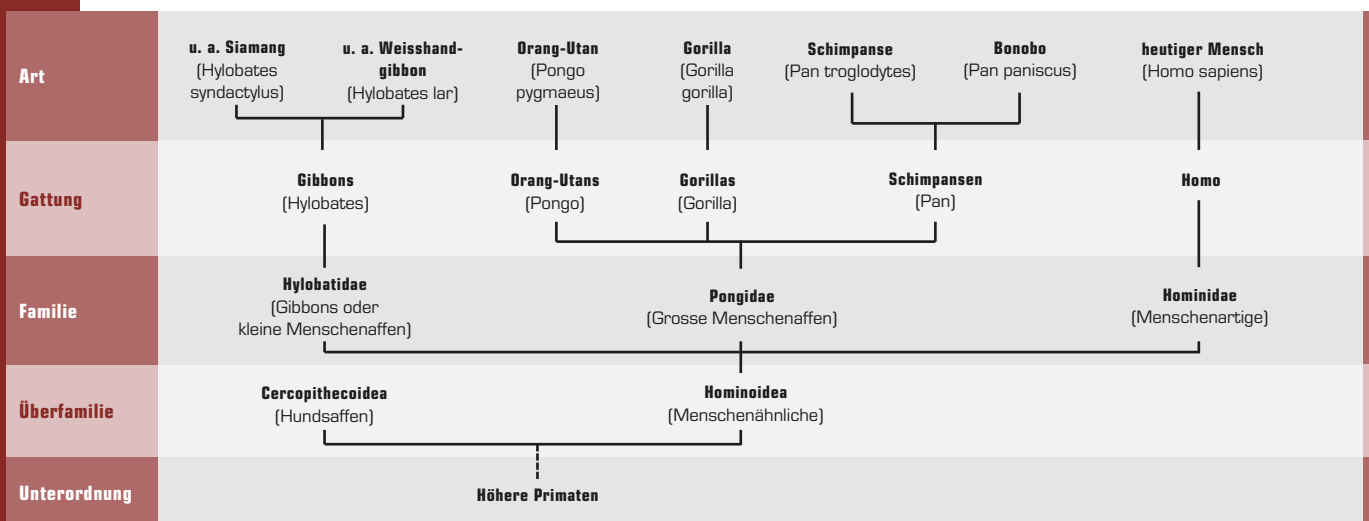 Art
u. a. Siamang
(Hylobates
syndactylus)
u. a. Weisshand-
gibbon
(Hylobates lar)
Orang-Utan
(Pongo
pygmaeus)
Gorilla
(Gorilla
gorilla)
Schimpanse
(Pan troglodytes)
Bonobo
(Pan paniscus)
heutiger Mensch
(Homo sapiens)
Gattung
Gibbons
(Hylobates)
Orang-Utans
(Pongo)
Gorillas
(Gorilla)
Schimpansen
(Pan)
Homo
Familie
Hylobatidae
(Gibbons oder
kleine Menschenaffen)
Pongidae
(Grosse Menschenaffen)
Hominidae
(Menschenartige)
Überfamilie
Cercopithecoidea
(Hundsaffen)
Hominoidea
(Menschenähnliche)
Unterordnung
Höhere Primaten